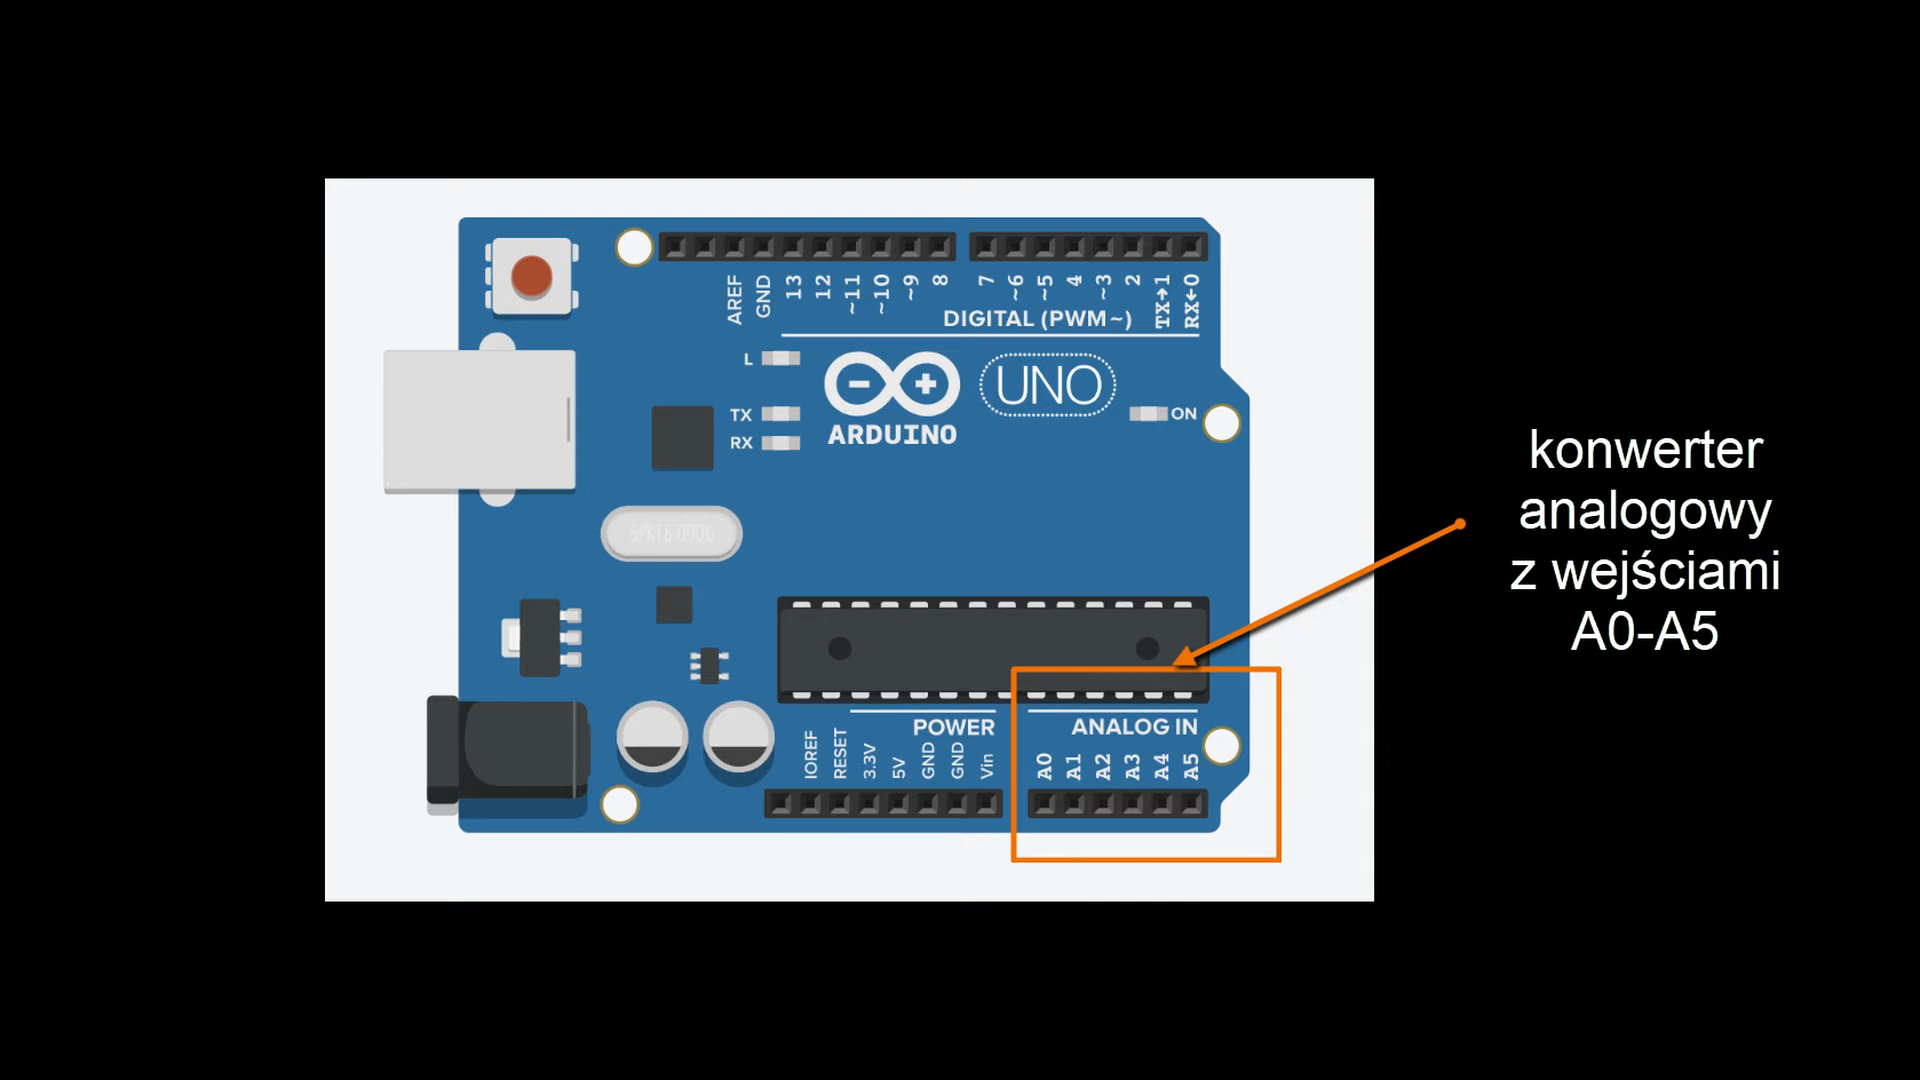 AREF
GND
13
12
~11
~10
~9
8
7
~6
~5
4
~3
2
TX→1
RX←0
DIGITAL (PWM~)
L
TX
RX
ARDUINO
UNO
ON
SPK16.000G
konwerter
analogowy
z wejściami
A0-A5
POWER
ANALOG IN
IOREF
RESET
3.3V
5V
GND
GND
Vin
A0
A1
A2
A3
A4
A5